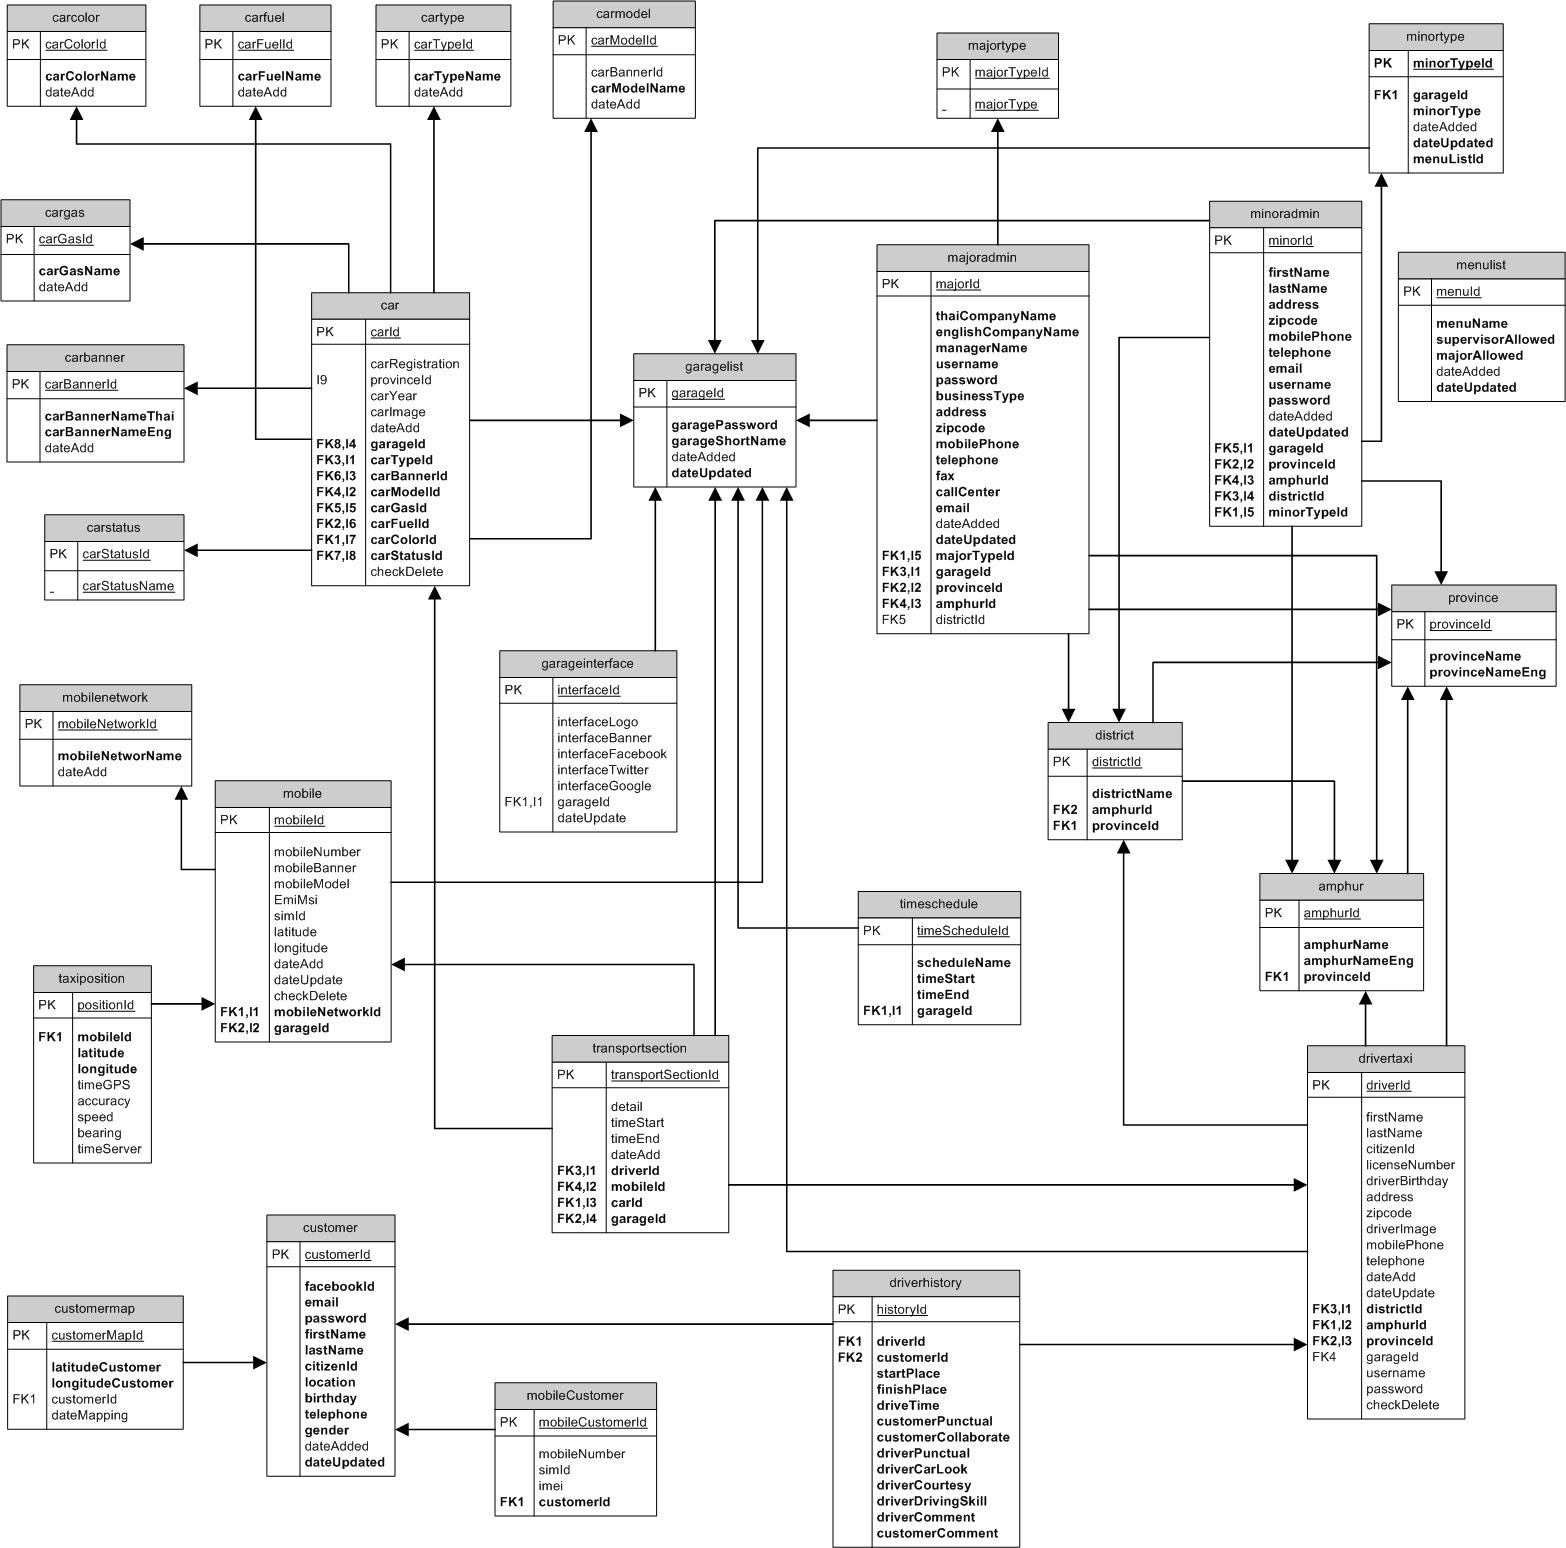 carcolor
PK carColorId
carColorName
dateAdd
carfuel
PK carFuelId
carFuelName
dateAdd
cartype
PK carTypeId
carTypeName
dateAdd
carmodel
PK carModelId
carBannerId
carModelName
dateAdd
majortype
PK majorTypeId
_ majorType
minortype
PK minorTypeId
FK1 garageId
minorType
dateAdded
dateUpdated
menuListId
cargas
PK carGasId
carGasName
dateAdd
car
PK carId
carRegistration
I9 provinceId
carYear
carImage
dateAdd
FK8,I4 garageId
FK3,I1 carTypeId
FK6,I3 carBannerId
FK4,I2 carModelId
FK5,I5 carGasId
FK2,I6 carFuelId
FK1,I7 carColorId
FK7,I8 carStatusId
checkDelete
carbanner
PK carBannerId
carBannerNameThai
carBannerNameEng
dateAdd
carstatus
PK carStatusId
_ carStatusName
garagelist
PK garageId
garagePassword
garageShortName
dateAdded
dateUpdated
majoradmin
PK majorId
thaiCompanyName
englishCompanyName
managerName
username
password
businessType
address
zipcode
mobilePhone
telephone
fax
callCenter
email
dateAdded
dateUpdated
FK1,I5 majorTypeId
FK3,I1 garageId
FK2,I2 provinceId
FK4,I3 amphurId
FK5 districtId
minoradmin
PK minorId
firstName
lastName
address
zipcode
mobilePhone
telephone
email
username
password
dateAdded
dateUpdated
FK5,I1 garageId
FK2,I2 provinceId
FK4,I3 amphurId
FK3,I4 districtId
FK1,I5 minorTypeId
menulist
PK menuId
menuName
supervisorAllowed
majorAllowed
dateAdded
dateUpdated
province
PK provinceId
provinceName
provinceNameEng
garageinterface
PK interfaceId
interfaceLogo
interfaceBanner
interfaceFacebook
interfaceTwitter
interfaceGoogle
FK1,I1 garageId
dateUpdate
mobilenetwork
PK mobileNetworkId
mobileNetworName
dateAdd
mobile
PK mobileId
mobileNumber
mobileBanner
mobileModel
EmiMsi
simId
latitude
longitude
dateAdd
dateUpdate
checkDelete
FK1,I1 mobileNetworkId
FK2,I2 garageId
district
PK districtId
districtName
FK2 amphurId
FK1 provinceId
amphur
PK amphurId
amphurName
amphurNameEng
FK1 provinceId
timeschedule
PK timeScheduleId
scheduleName
timeStart
timeEnd
FK1,I1 garageId
taxiposition
PK positionId
FK1 mobileId
latitude
longitude
timeGPS
accuracy
speed
bearing
timeServer
transportsection
PK transportSectionId
detail
timeStart
timeEnd
dateAdd
FK3,I1 driverId
FK4,I2 mobileId
FK1,I3 carId
FK2,I4 garageId
drivertaxi
PK driverId
firstName
lastName
citizenId
licenseNumber
driverBirthday
address
zipcode
driverImage
mobilePhone
telephone
dateAdd
dateUpdate
FK3,I1 districtId
FK1,I2 amphurId
FK2,I3 provinceId
FK4 garageId
username
password
checkDelete
customer
PK customerId
facebookId
email
password
firstName
lastName
citizenId
location
birthday
telephone
gender
dateAdded
dateUpdated
customermap
PK customerMapId
latitudeCustomer
longitudeCustomer
FK1 customerId
dateMapping
mobileCustomer
PK mobileCustomerId
mobileNumber
simId
imei
FK1 customerId
driverhistory
PK historyId
FK1 driverId
FK2 customerId
startPlace
finishPlace
driveTime
customerPunctual
customerCollaborate
driverPunctual
driverCarLook
driverCourtesy
driverDrivingSkill
driverComment
customerComment